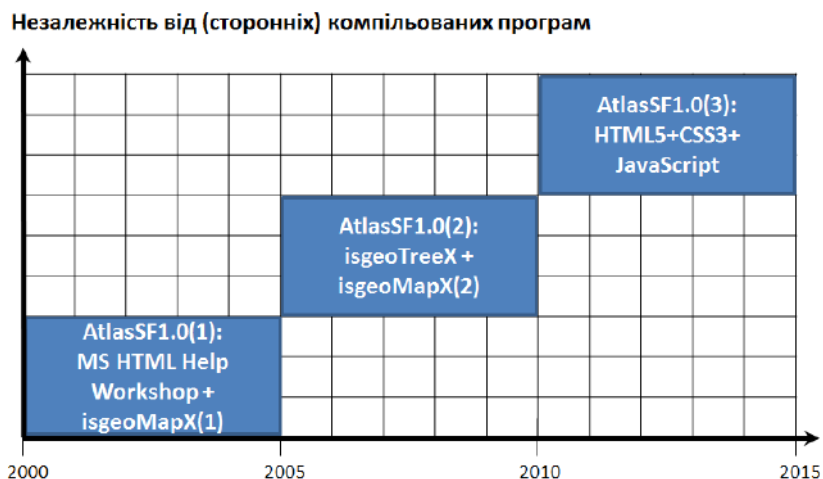 Незалежність від (сторонніх) компільованих програм
AtlasSF1.0(3):
HTML5+CSS3+
JavaScript
AtlasSF1.0(2):
isgeoTreeX +
isgeoMapX(2)
AtlasSF1.0(1):
MS HTML Help
Workshop +
isgeoMapX(1)
2000
2005
2010
2015